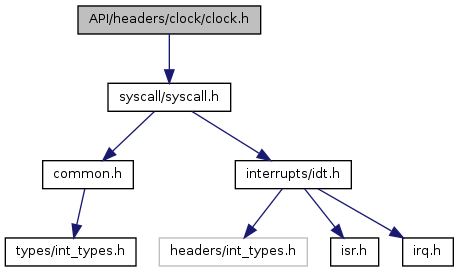 API/headers/clock/clock.h
syscall/syscall.h
common.h
interrupts/idt.h
types/int_types.h
headers/int_types.h
isr.h
irq.h